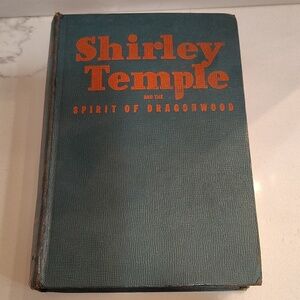 Shirley
Temple
AND THE
SPIRIT OF DRAGONWOOD